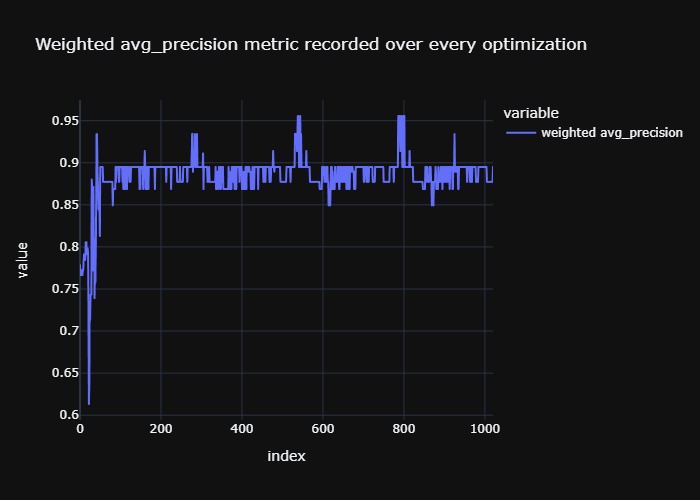 Weighted avg_precision metric recorded over every optimization
variable
weighted avg_precision
value
0.95
0.9
0.85
0.8
0.75
0.7
0.65
0.6
0 200 400 600 800 1000
index